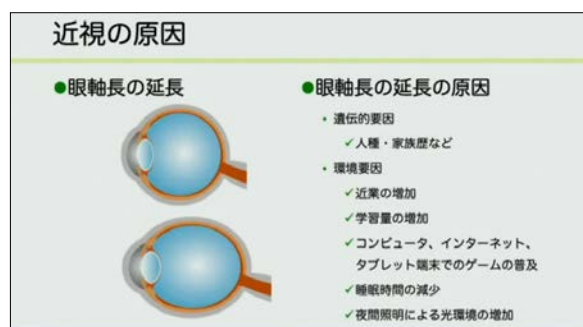 近視の原因
●眼軸長の延長
●眼軸長の延長の原因
・遺伝的要因
✓人種・家族歴など
・環境要因
✓近業の増加
✓学習量の増加
✓コンピュータ、インターネット、
タブレット端末でのゲームの普及
✓睡眠時間の減少
✓夜間照明による光環境の増加